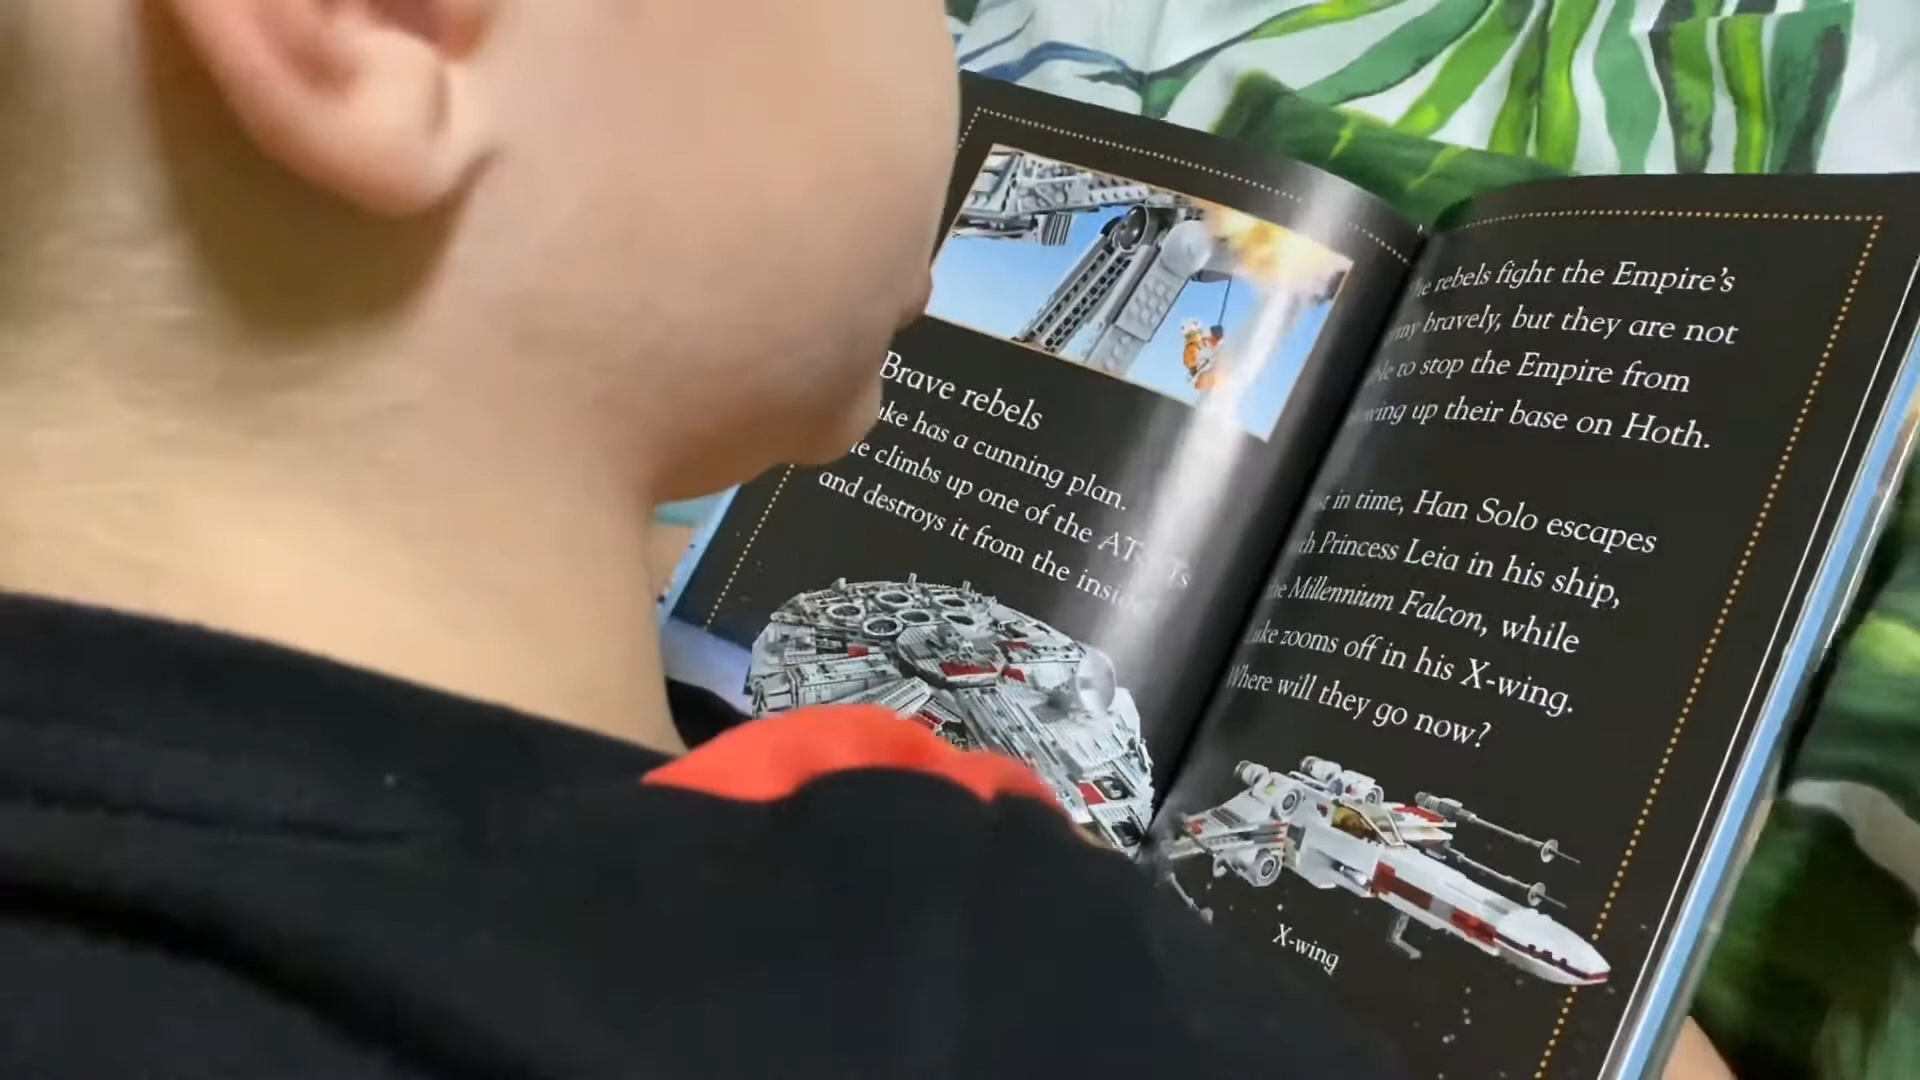 Brave rebels
has a cunning plan.
climbs up one of the
and destroys it from the
rebels fight the Empire's
bravely, but they are not
to stop the Empire from
up their base on Hoth.
in time, Han Solo escapes
Princess Leia in his ship,
Millennium Falcon, while
zooms off in his X-wing.
Where will they go now?
X-wing